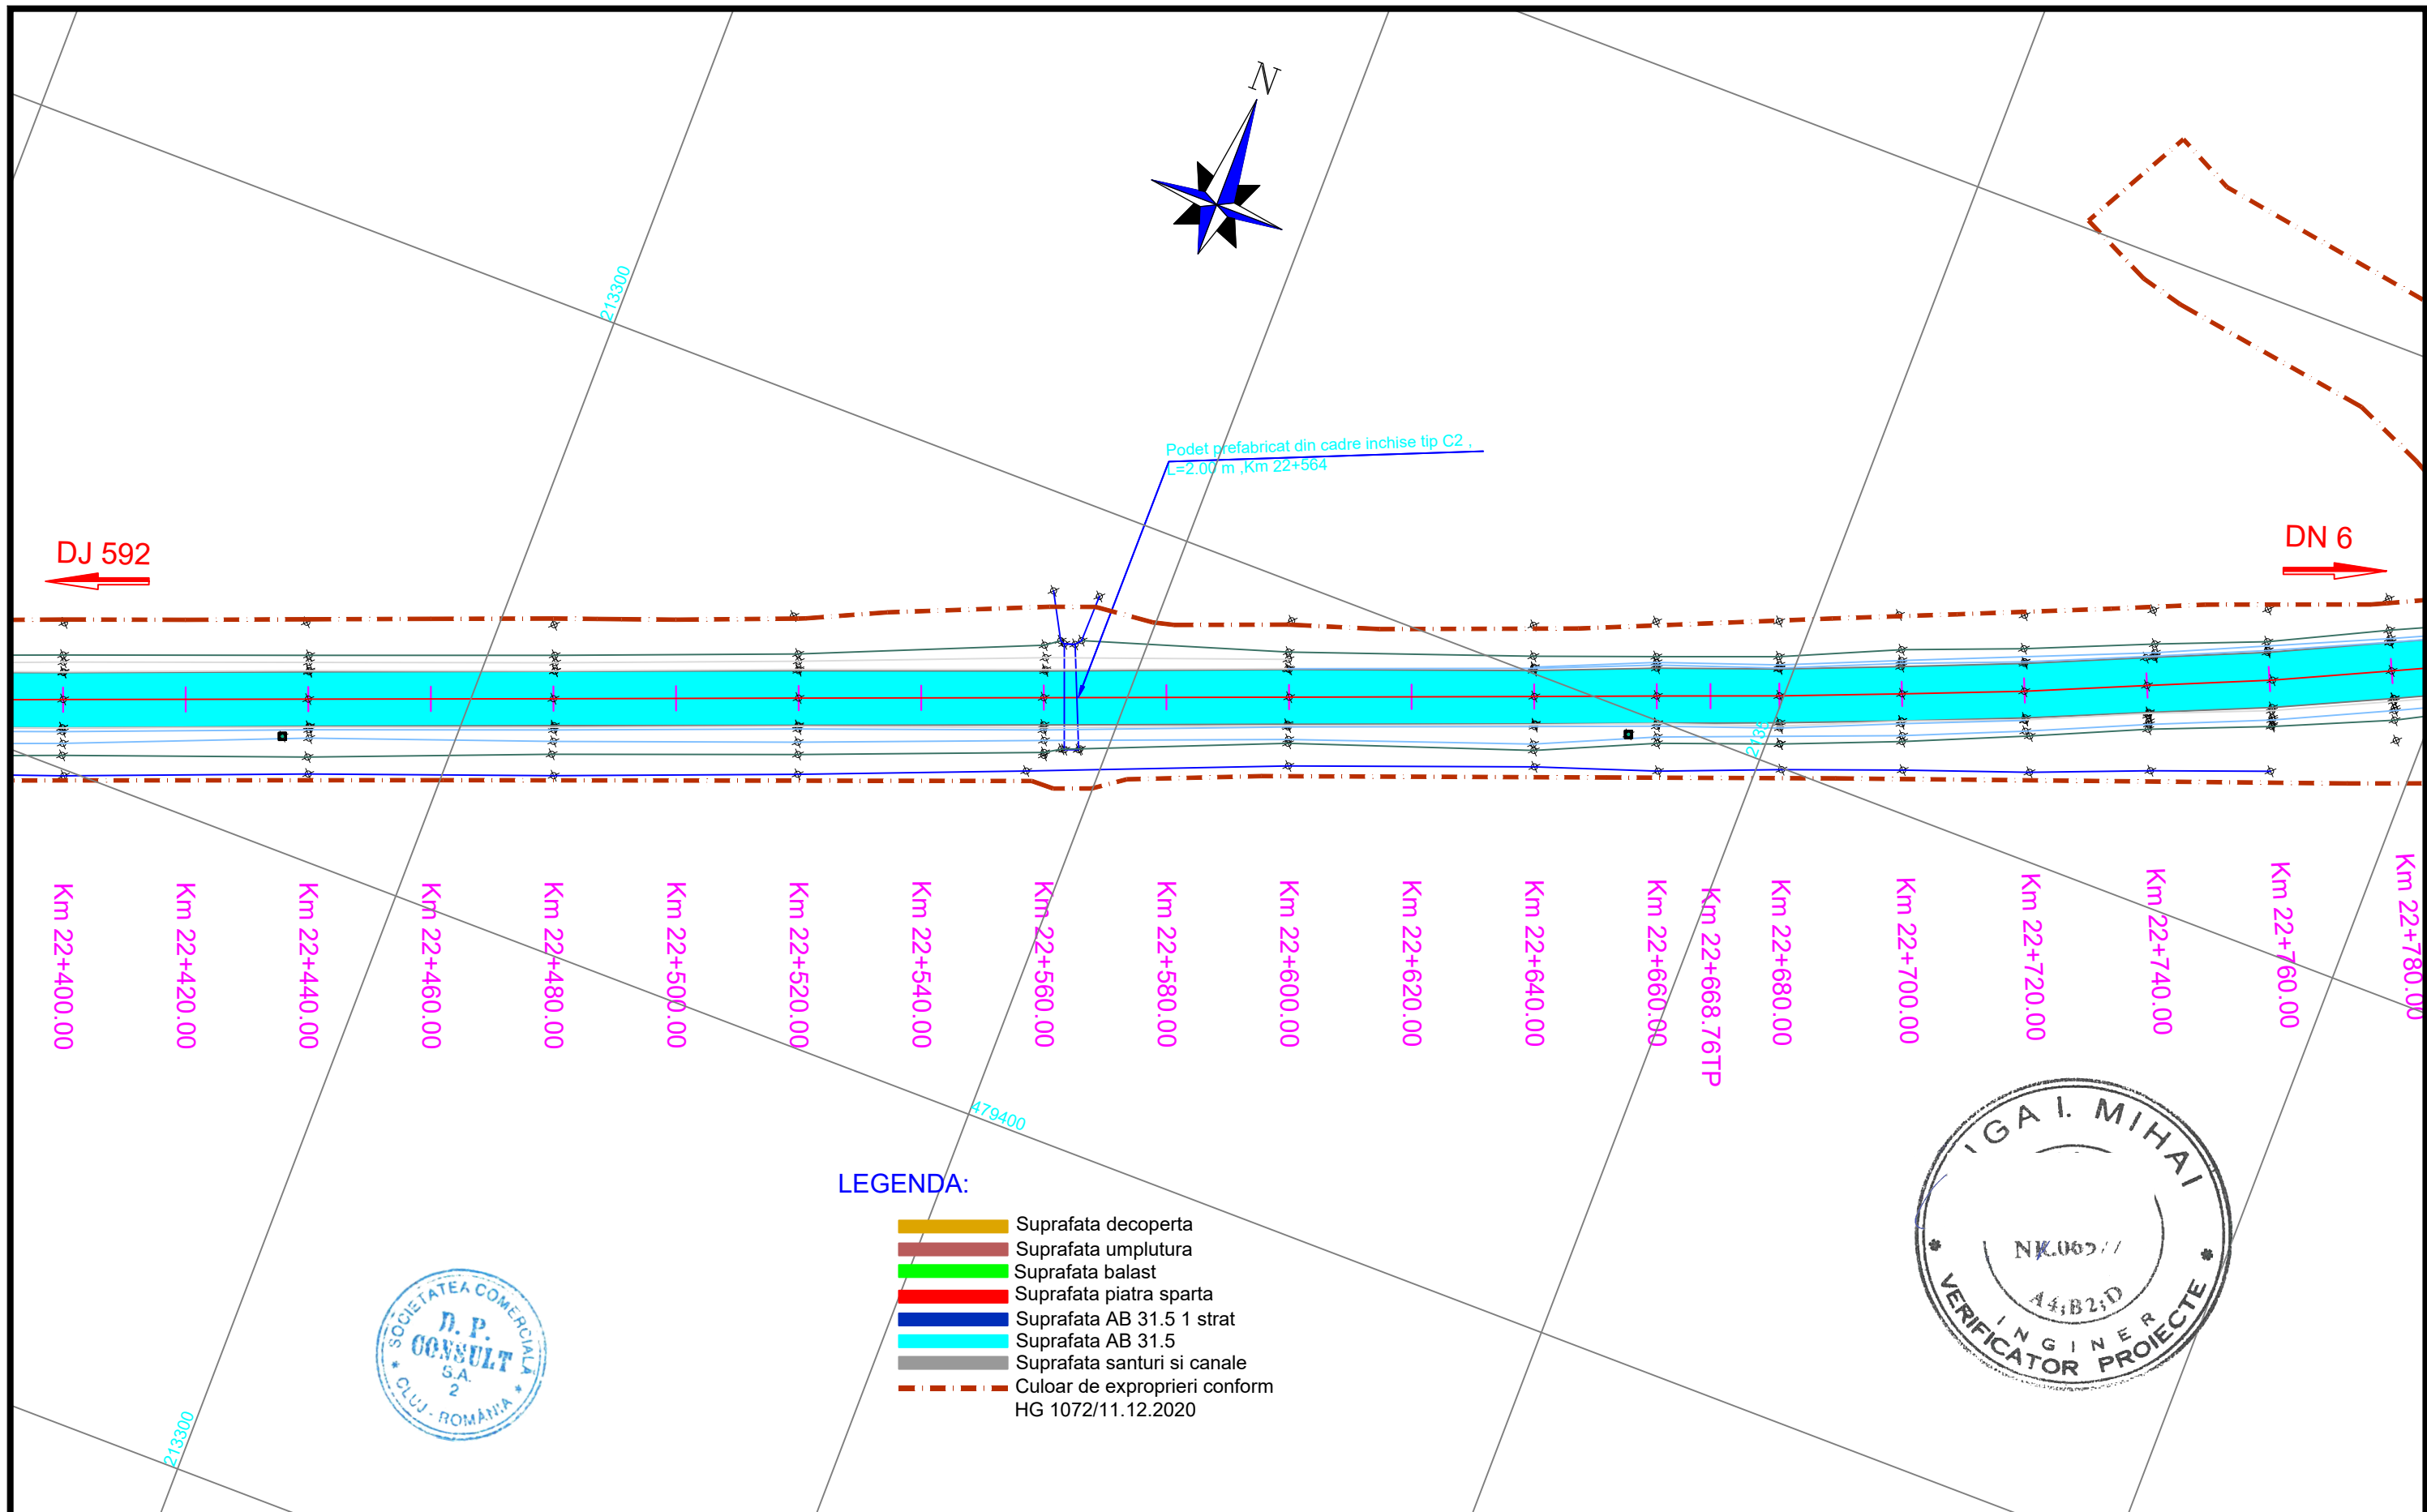 N
213300
Podet prefabricat din cadre inchise tip C2 ,
L=2.00 m ,Km 22+564
DJ 592
DN 6
Km 22+400.00
Km 22+420.00
Km 22+440.00
Km 22+460.00
Km 22+480.00
Km 22+500.00
Km 22+520.00
Km 22+540.00
Km 22+560.00
Km 22+580.00
Km 22+600.00
Km 22+620.00
Km 22+640.00
Km 22+660.00
Km 22+668.76TP
Km 22+680.00
Km 22+700.00
Km 22+720.00
Km 22+740.00
Km 22+760.00
Km 22+780.00
479400
213300
LEGENDA:
Suprafata decoperta
Suprafata umplutura
Suprafata balast
Suprafata piatra sparta
Suprafata AB 31.5 1 strat
Suprafata AB 31.5
Suprafata santuri si canale
Culoar de exproprieri conform
HG 1072/11.12.2020
SOCIETATEA COMERCIALĂ
D. P.
CONSULT
S.A.
2
CLUJ - ROMÂNIA
I. MIHAI
A4;B2;D
INGINER
VERIFICATOR PROIECTE